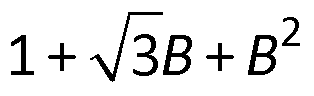 1 + √3B + B²